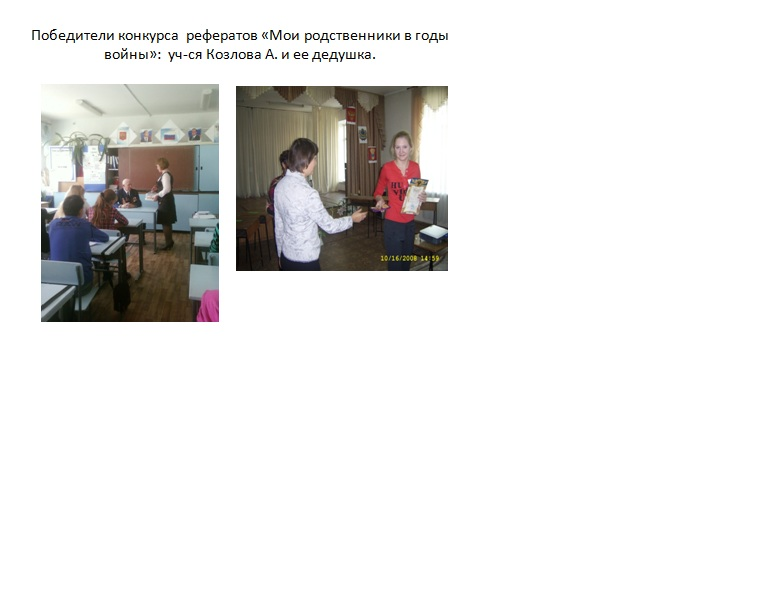 Победители конкурса  рефератов «Мои родственники в годы
войны»:  уч-ся Козлова А. и ее дедушка.
10/16/2008 14:59